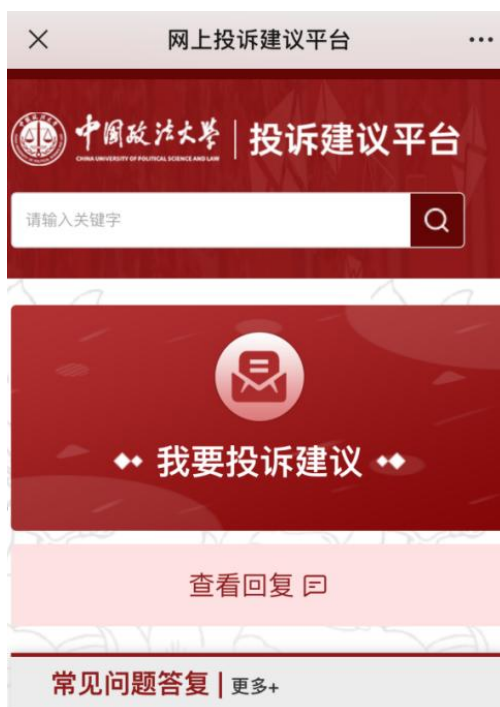 网上投诉建议平台
中国政法大学
CHINA UNIVERSITY OF POLITICAL SCIENCE AND LAW
投诉建议平台
请输入关键字
我要投诉建议
查看回复
常见问题答复 | 更多+